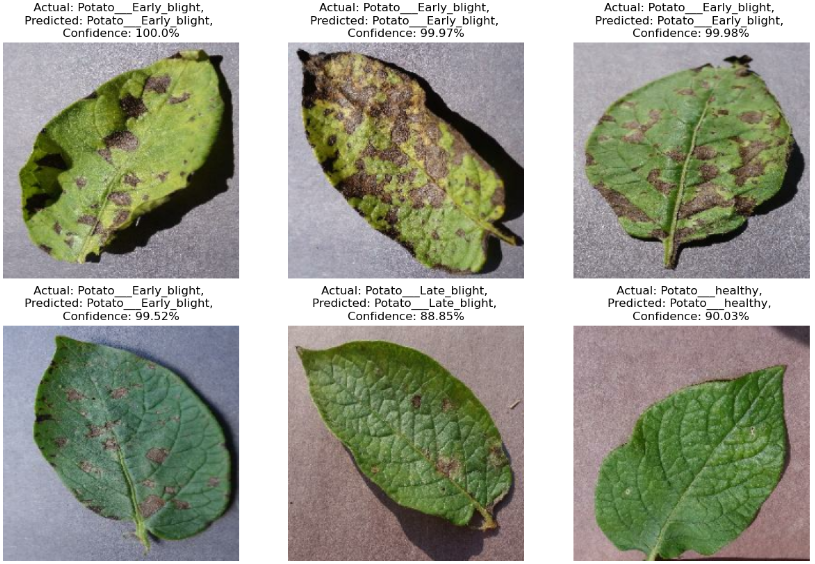 Actual: Potato___Early_blight,
Predicted: Potato___Early_blight,
Confidence: 100.0%
Actual: Potato___Early_blight,
Predicted: Potato___Early_blight,
Confidence: 99.97%
Actual: Potato___Early_blight,
Predicted: Potato___Early_blight,
Confidence: 99.98%
Actual: Potato___Early_blight,
Predicted: Potato___Early_blight,
Confidence: 99.52%
Actual: Potato___Late_blight,
Predicted: Potato___Late_blight,
Confidence: 88.85%
Actual: Potato___healthy,
Predicted: Potato___healthy,
Confidence: 90.03%